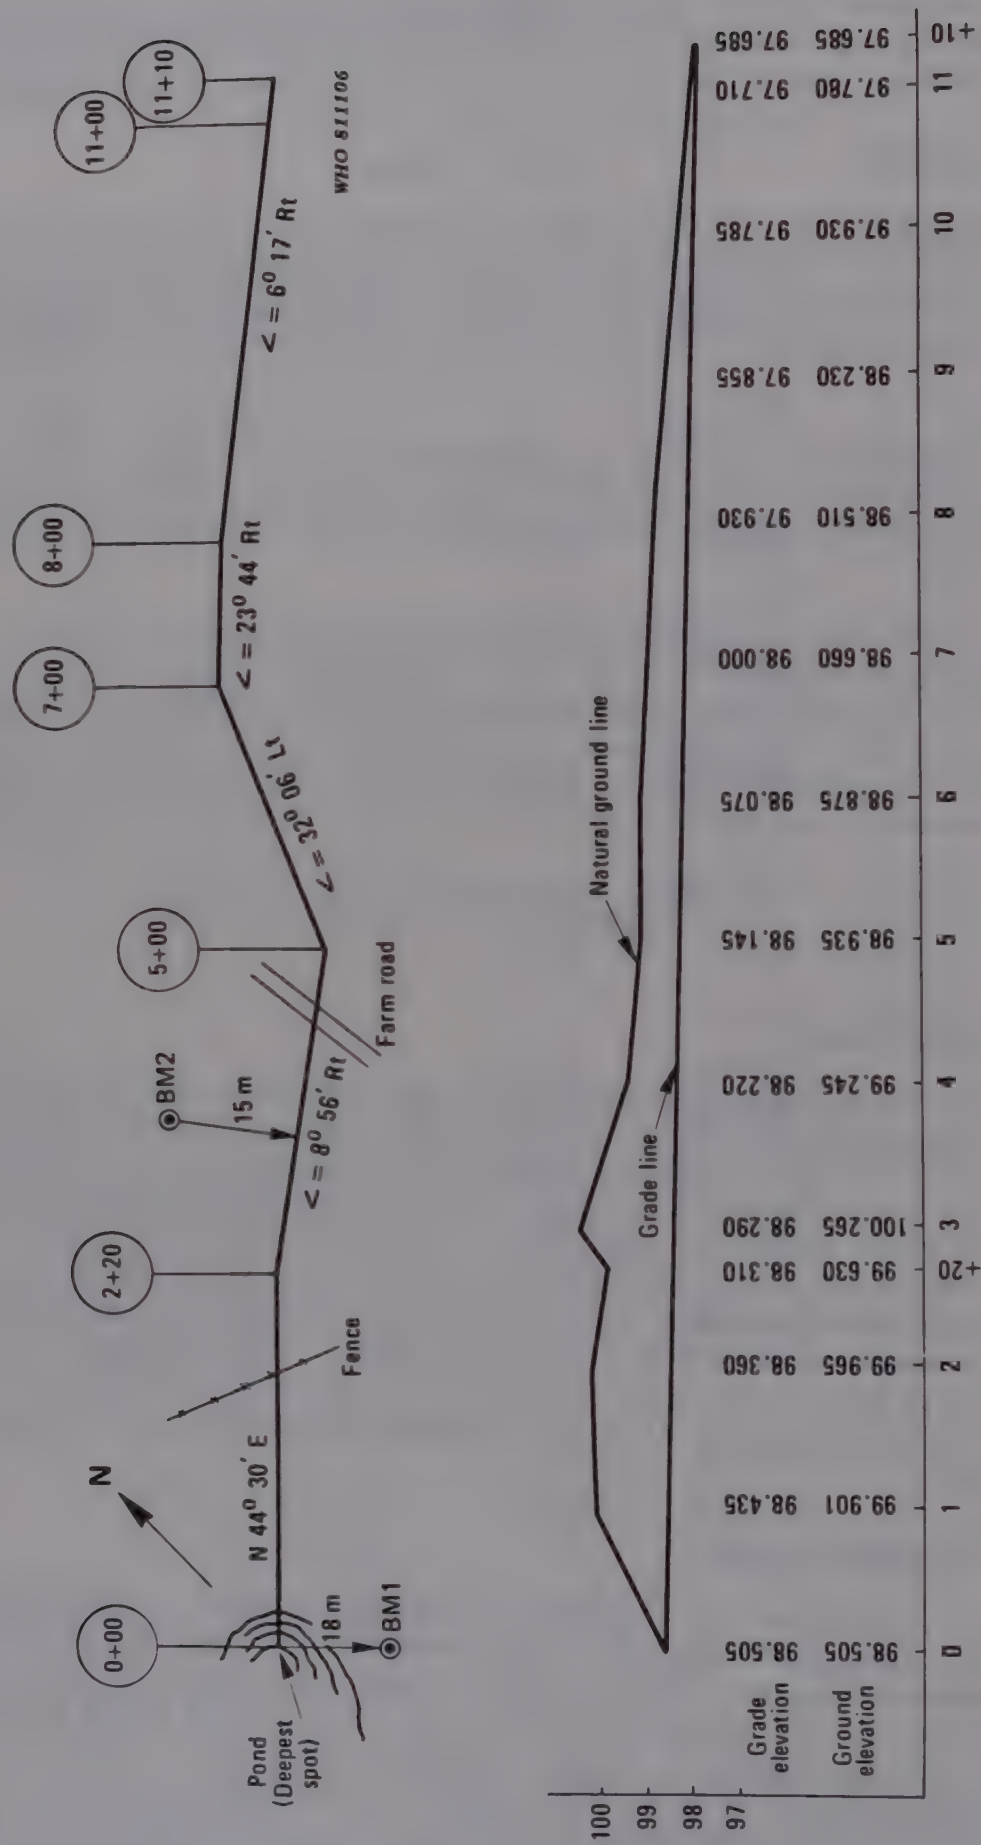 0+00
2+20
5+00
7+00
8+00
11+00
11+10
N
BM2
15 m
N 44° 30′ E
< = 8° 56′ Rt
< = 32° 06′ Lt
< = 23° 44′ Rt
< = 6° 17′ Rt
18 m
BM1
Pond
(Deepest
spot)
Fence
Farm road
WHO 811106
Natural ground line
Grade line
100
99
98
97
Grade
elevation
98.505 98.435 98.360 98.310 98.290 98.220 98.145 98.075 98.000 97.930 97.855 97.785 97.710 97.685
Ground
elevation
98.505 99.901 99.965 99.630 100.265 99.245 98.935 98.875 98.660 98.510 98.230 97.930 97.780 97.685
0 1 2 20+ 3 4 5 6 7 8 9 10 11 10+